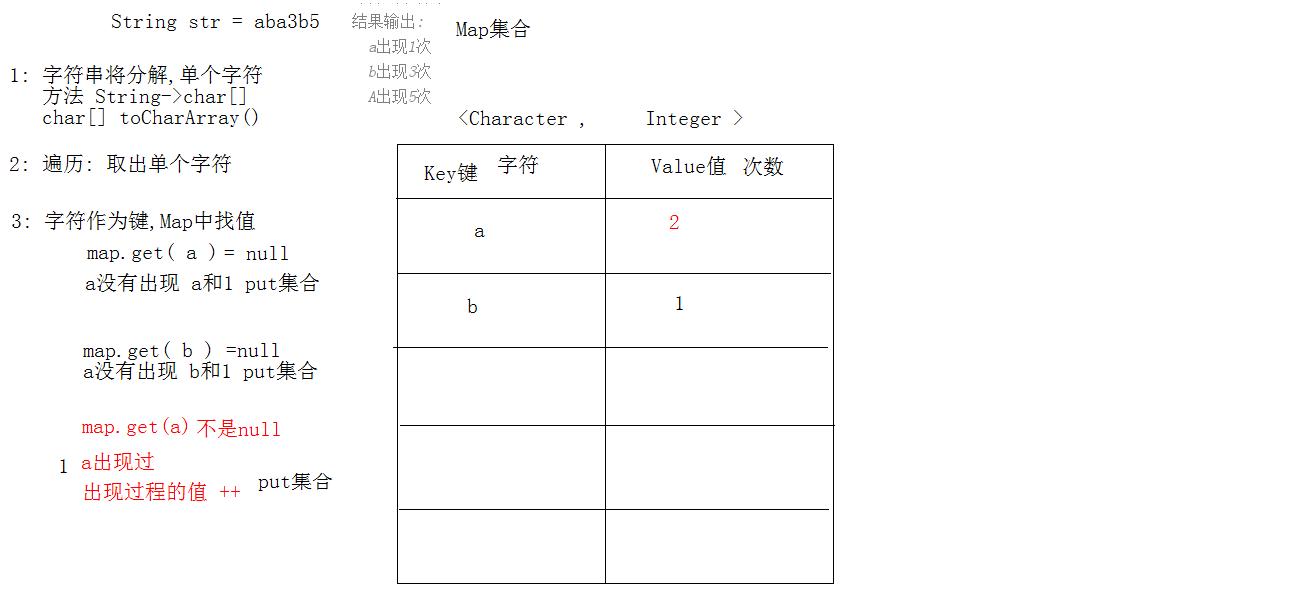 String str = aba3b5
结果输出:
a出现1次
b出现3次
A出现5次
Map集合
1: 字符串将分解,单个字符
方法 String->char[]
char[] toCharArray()
2: 遍历: 取出单个字符
3: 字符作为键,Map中找值
map.get( a )= null
a没有出现 a和1 put集合
map.get( b ) =null
a没有出现 b和1 put集合
map.get(a) 不是null
1 a出现过
出现过程的值 ++ put集合
<Character , Integer >
Key键 字符 Value值 次数
a 2
b 1